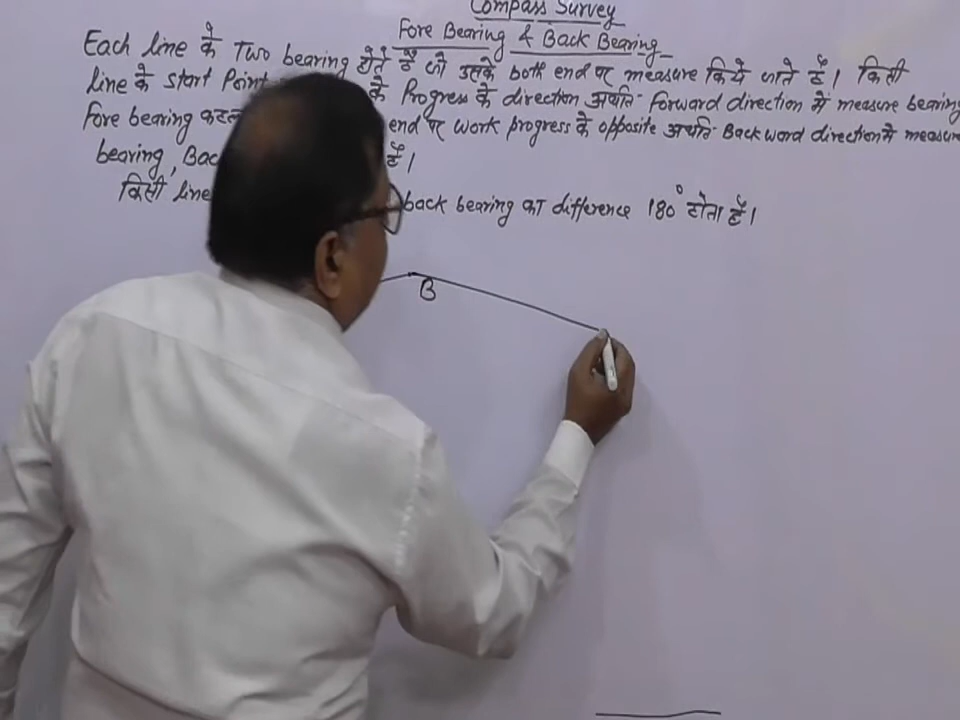 Compass Survey
Fore Bearing & Back Bearing
Each line के Two bearing होते हैं जो उसके both end पर measure किये जाते हैं। किसी
line के start Point के Progress के direction अर्थात Forward direction में measure bearing
Fore bearing end पर work progress के opposite अर्थात Backword direction में measure
bearing, हैं।
किसी line back bearing का difference 180° होता हैं।
B